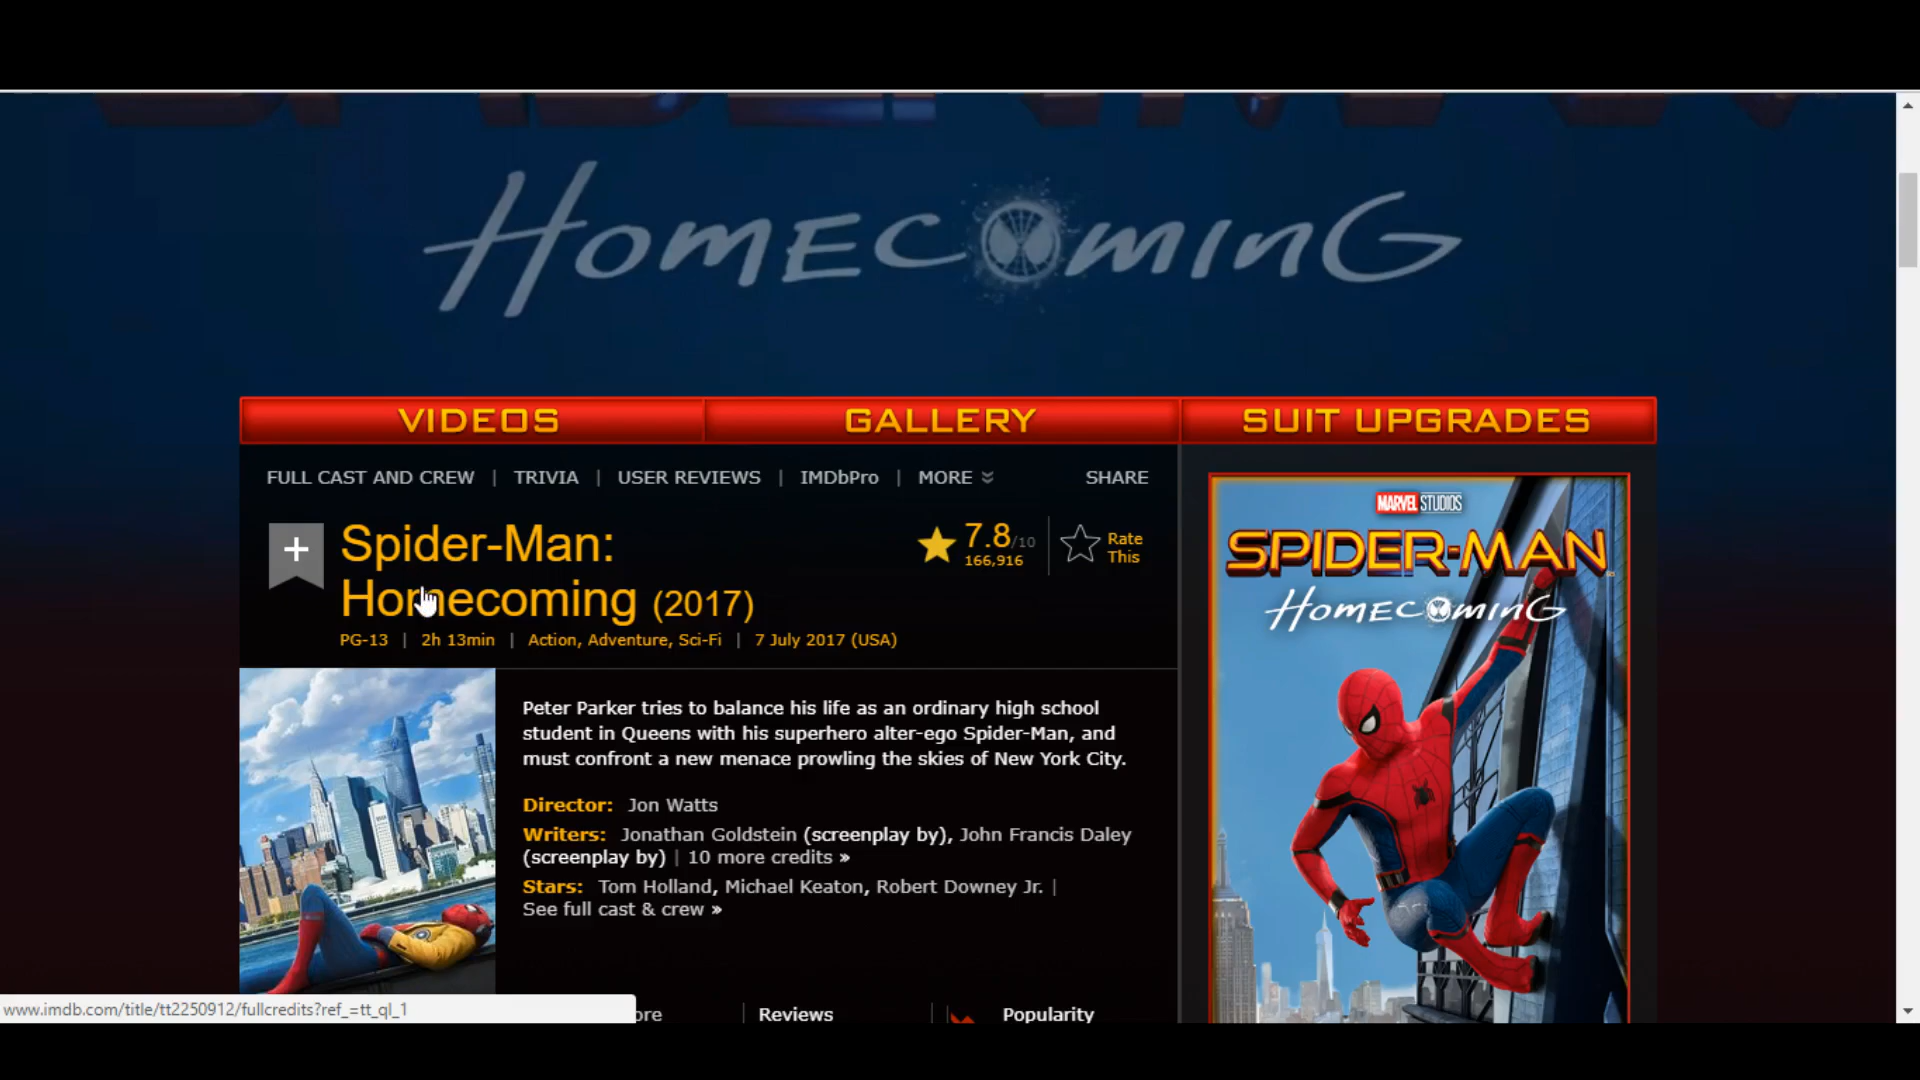 HOMECOMING
VIDEOS
GALLERY
SUIT UPGRADES
FULL CAST AND CREW | TRIVIA | USER REVIEWS | IMDbPro | MORE
SHARE
+ Spider-Man:
Homecoming (2017)
7.8/10
166,916
Rate
This
PG-13 | 2h 13min | Action, Adventure, Sci-Fi | 7 July 2017 (USA)
Peter Parker tries to balance his life as an ordinary high school
student in Queens with his superhero alter-ego Spider-Man, and
must confront a new menace prowling the skies of New York City.
Director: Jon Watts
Writers: Jonathan Goldstein (screenplay by), John Francis Daley
(screenplay by) | 10 more credits »
Stars: Tom Holland, Michael Keaton, Robert Downey Jr. |
See full cast & crew »
Reviews
Popularity
MARVEL STUDIOS
SPIDER-MAN
HOMECOMING
www.imdb.com/title/tt2250912/fullcredits?ref_=tt_ql_1